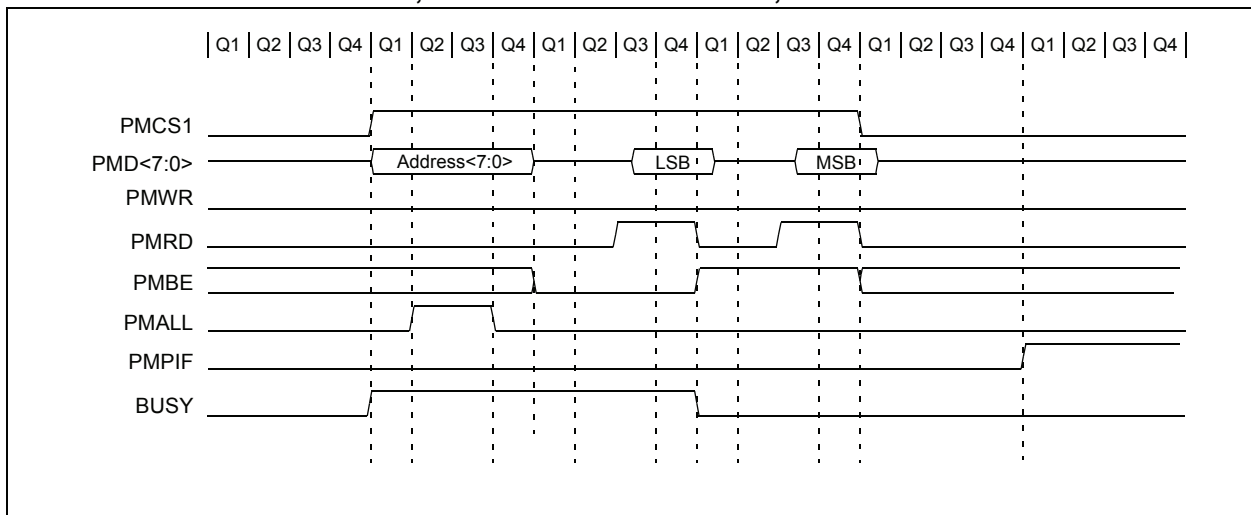 Q1 Q2 Q3 Q4 Q1 Q2 Q3 Q4 Q1 Q2 Q3 Q4 Q1 Q2 Q3 Q4 Q1 Q2 Q3 Q4 Q1 Q2 Q3 Q4
PMCS1
PMD<7:0> Address<7:0> LSB MSB
PMWR
PMRD
PMBE
PMALL
PMPIF
BUSY